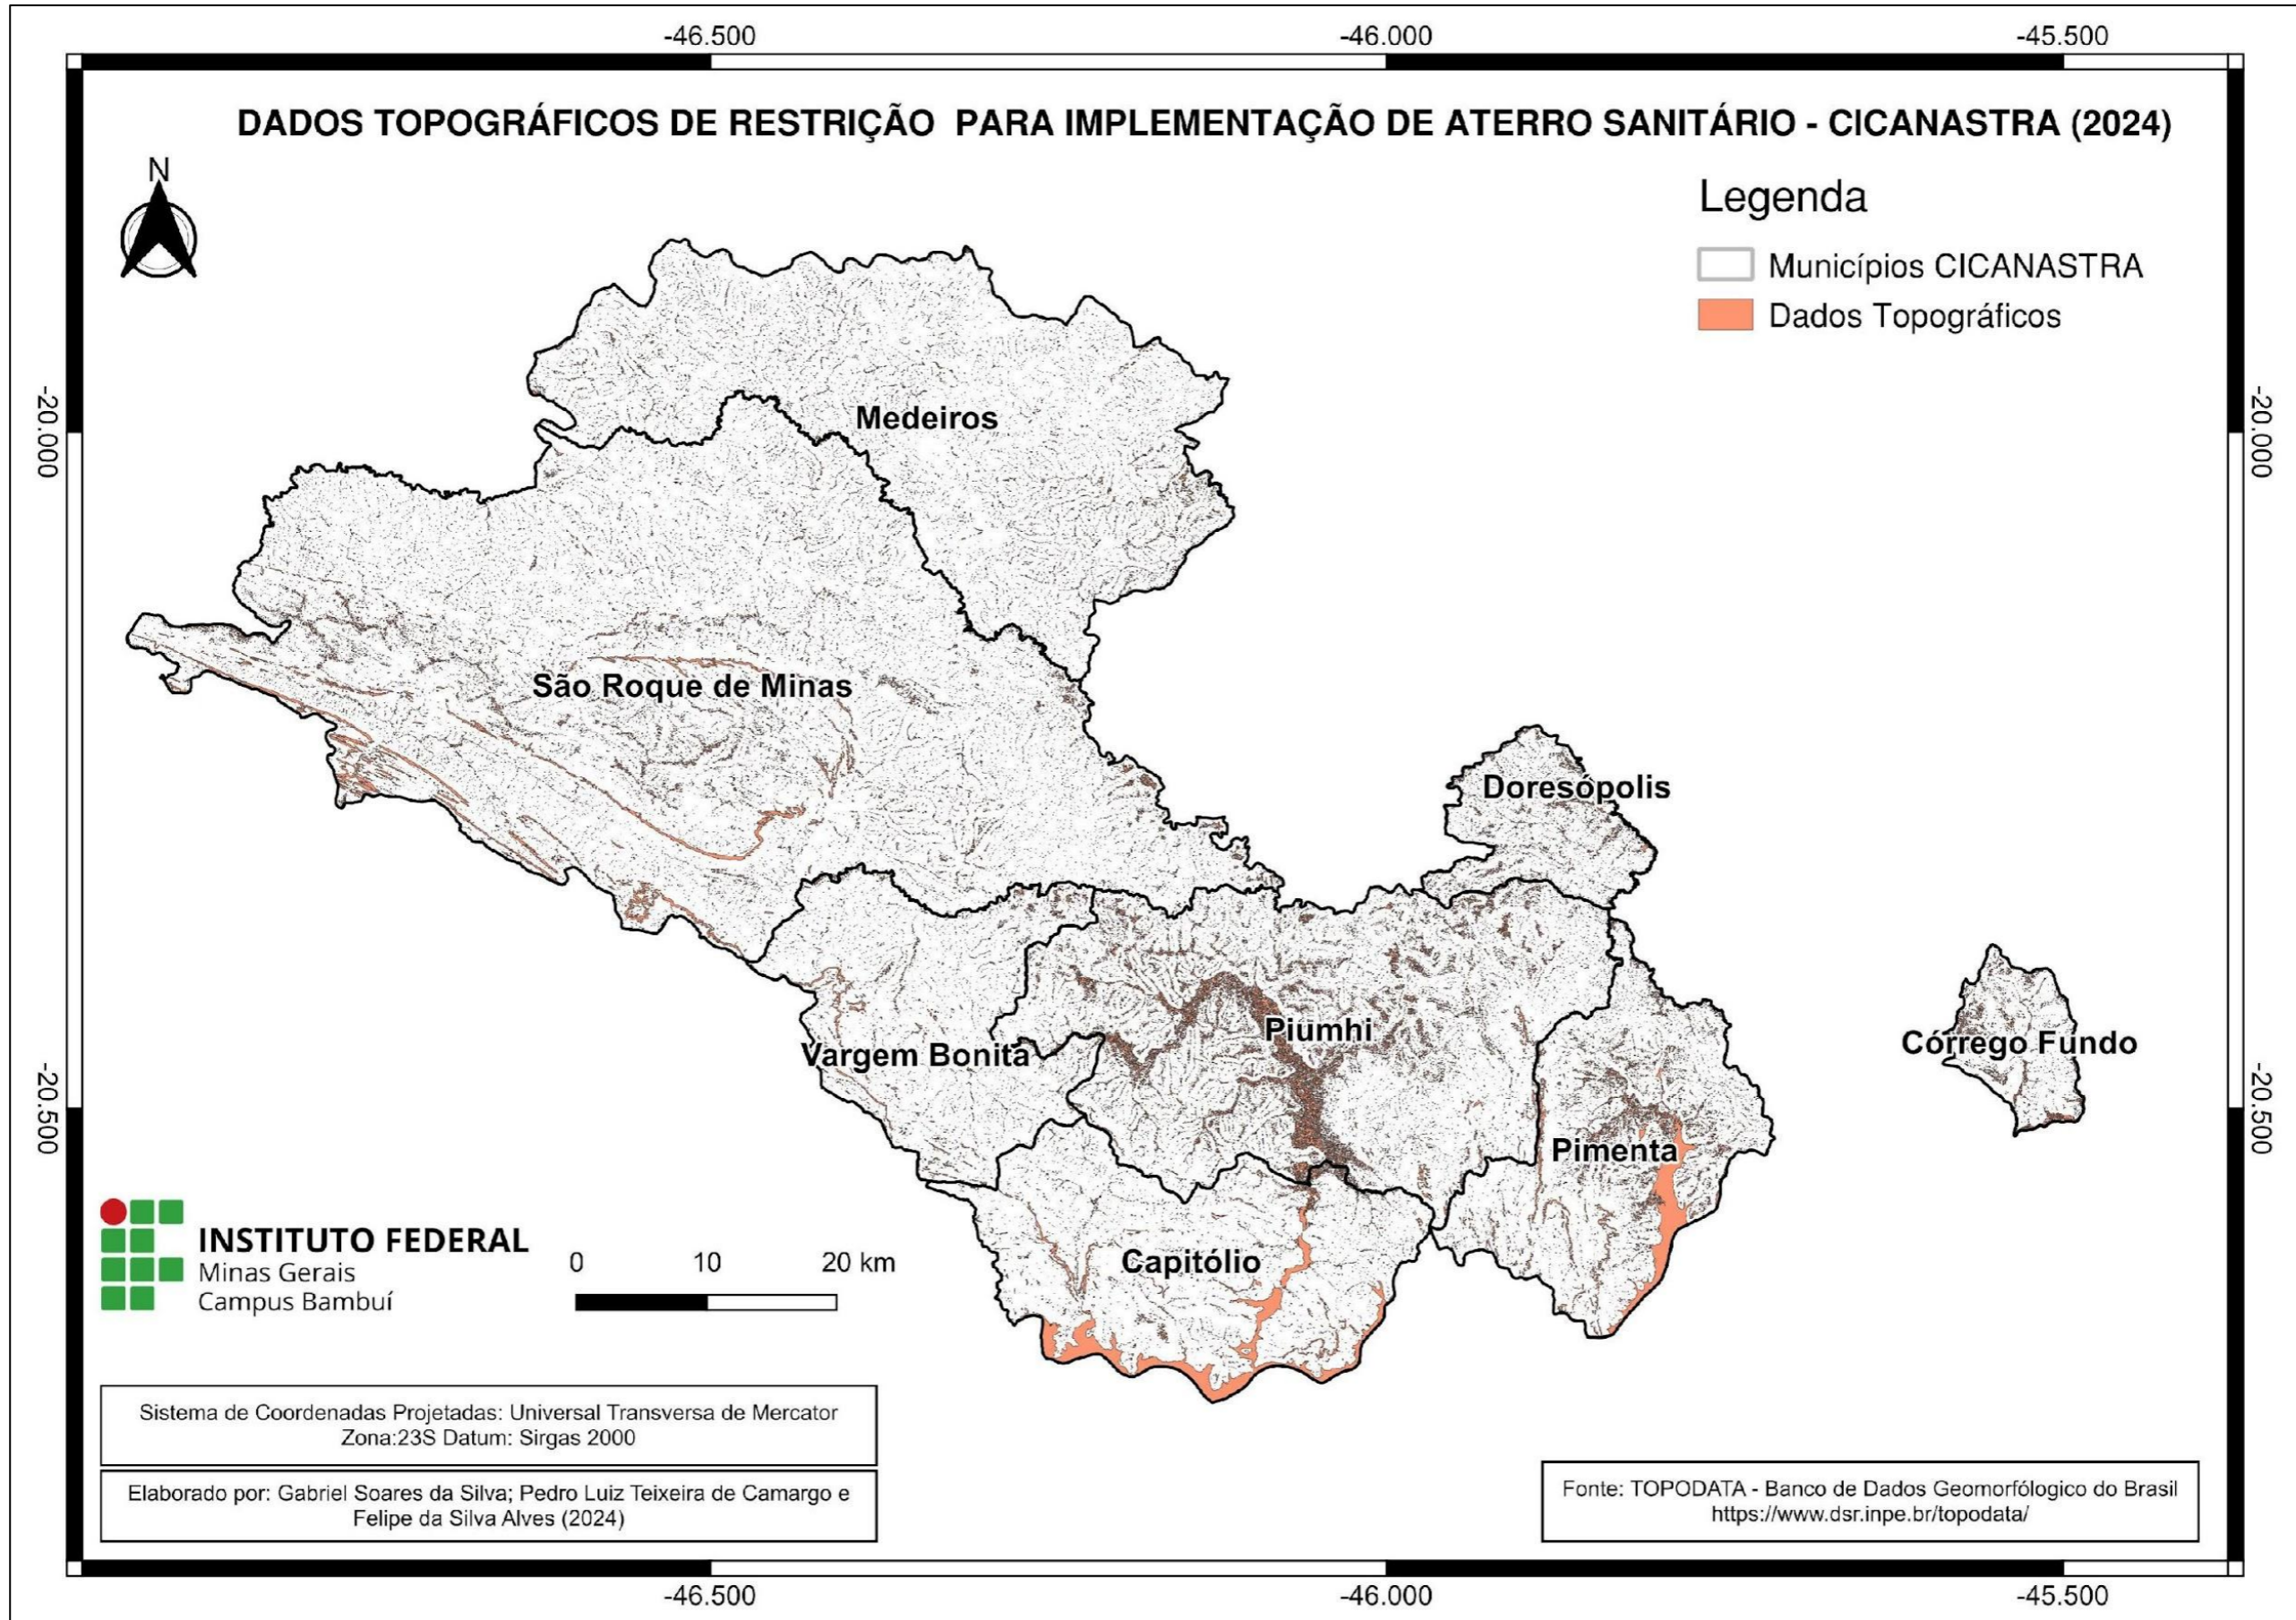 -46.500
-46.000
-45.500
DADOS TOPOGRÁFICOS DE RESTRIÇÃO PARA IMPLEMENTAÇÃO DE ATERRO SANITÁRIO - CICANASTRA (2024)
N
Legenda
Municípios CICANASTRA
Dados Topográficos
-20.000
-20.000
Medeiros
São Roque de Minas
Doresópolis
Piumhi
Córrego Fundo
Vargem Bonita
-20.500
-20.500
Pimenta
Capitólio
INSTITUTO FEDERAL
Minas Gerais
Campus Bambuí
0 10 20 km
Sistema de Coordenadas Projetadas: Universal Transversa de Mercator
Zona:23S Datum: Sirgas 2000
Elaborado por: Gabriel Soares da Silva; Pedro Luiz Teixeira de Camargo e
Felipe da Silva Alves (2024)
Fonte: TOPODATA - Banco de Dados Geomorfólogico do Brasil
https://www.dsr.inpe.br/topodata/
-46.500
-46.000
-45.500